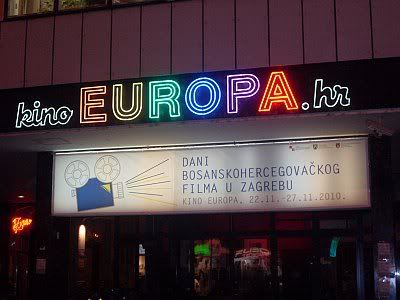 kino EUROPA.hr
DANI
BOSANSKOHERCEGOVAČKOG
FILMA U ZAGREBU
KINO EUROPA, 22.11.-27.11.2010.